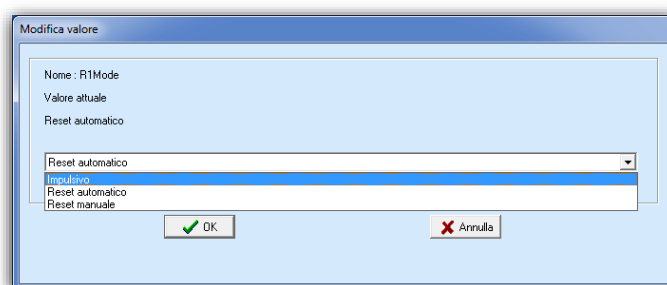 Modifica valore
Nome : R1Mode
Valore attuale
Reset automatico
Reset automatico
Impulsivo
Reset automatico
Reset manuale
OK
Annulla